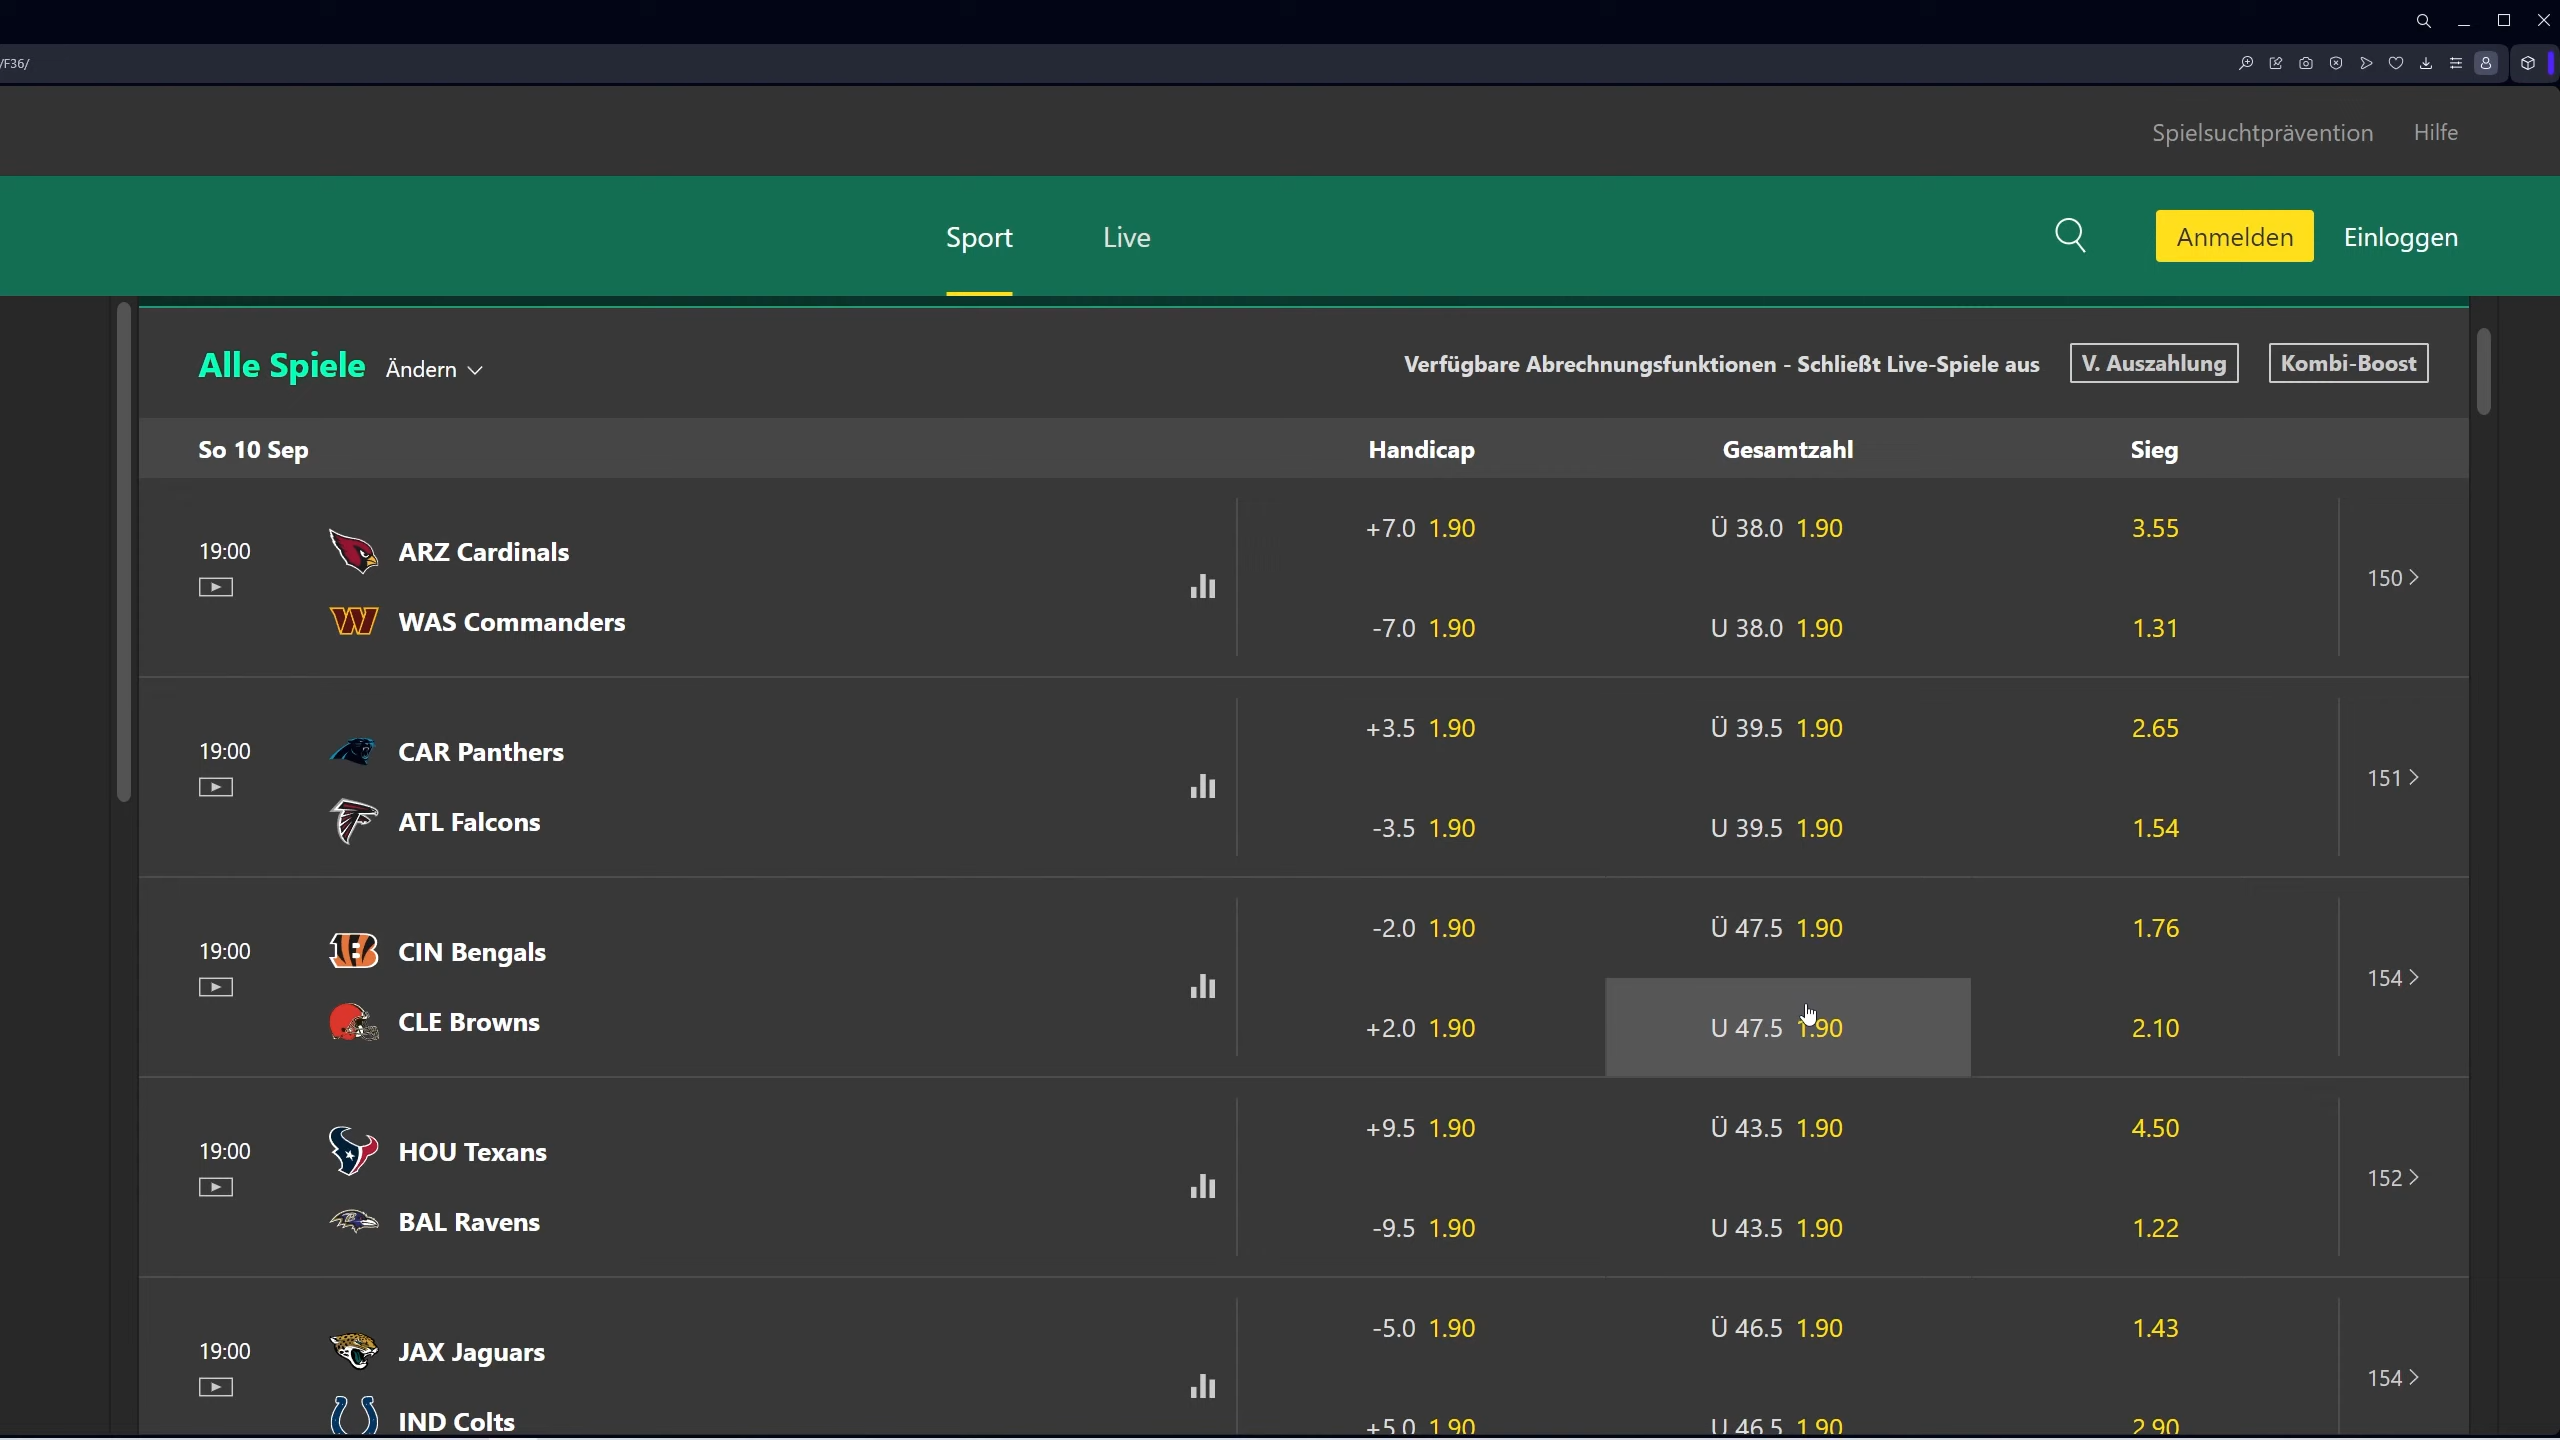 /F36/
Spielsuchtprävention Hilfe
Sport Live Anmelden Einloggen
Alle Spiele Ändern Verfügbare Abrechnungsfunktionen - Schließt Live-Spiele aus V. Auszahlung Kombi-Boost
So 10 Sep Handicap Gesamtzahl Sieg
19:00 ARZ Cardinals +7.0 1.90 Ü 38.0 1.90 3.55
150
WAS Commanders -7.0 1.90 U 38.0 1.90 1.31
19:00 CAR Panthers +3.5 1.90 Ü 39.5 1.90 2.65
151
ATL Falcons -3.5 1.90 U 39.5 1.90 1.54
19:00 CIN Bengals -2.0 1.90 Ü 47.5 1.90 1.76
154
CLE Browns +2.0 1.90 U 47.5 1.90 2.10
19:00 HOU Texans +9.5 1.90 Ü 43.5 1.90 4.50
152
BAL Ravens -9.5 1.90 U 43.5 1.90 1.22
19:00 JAX Jaguars -5.0 1.90 Ü 46.5 1.90 1.43
154
IND Colts +5.0 1.90 U 46.5 1.90 2.90